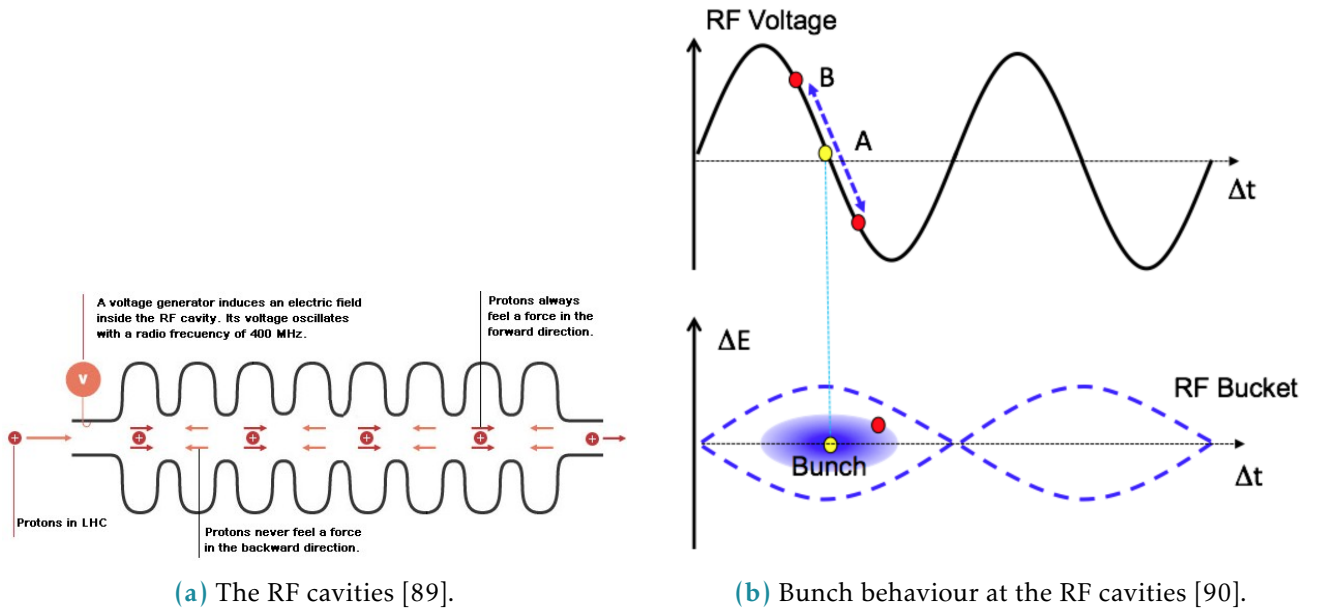 A voltage generator induces an electric field
inside the RF cavity. Its voltage oscillates
with a radio frecuency of 400 MHz.
Protons always
feel a force in the
forward direction.
V
+
+
+
+
+
+
Protons in LHC
Protons never feel a force
in the backward direction.
(a) The RF cavities [89].
RF Voltage
B
A
Δt
ΔE
RF Bucket
Bunch
Δt
(b) Bunch behaviour at the RF cavities [90].